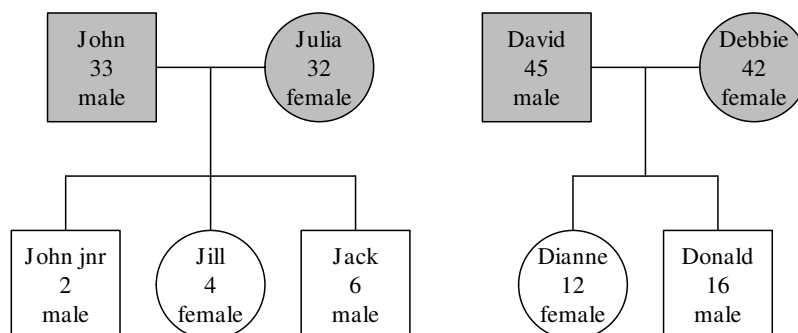 John
33
male
Julia
32
female
David
45
male
Debbie
42
female
John jnr
2
male
Jill
4
female
Jack
6
male
Dianne
12
female
Donald
16
male